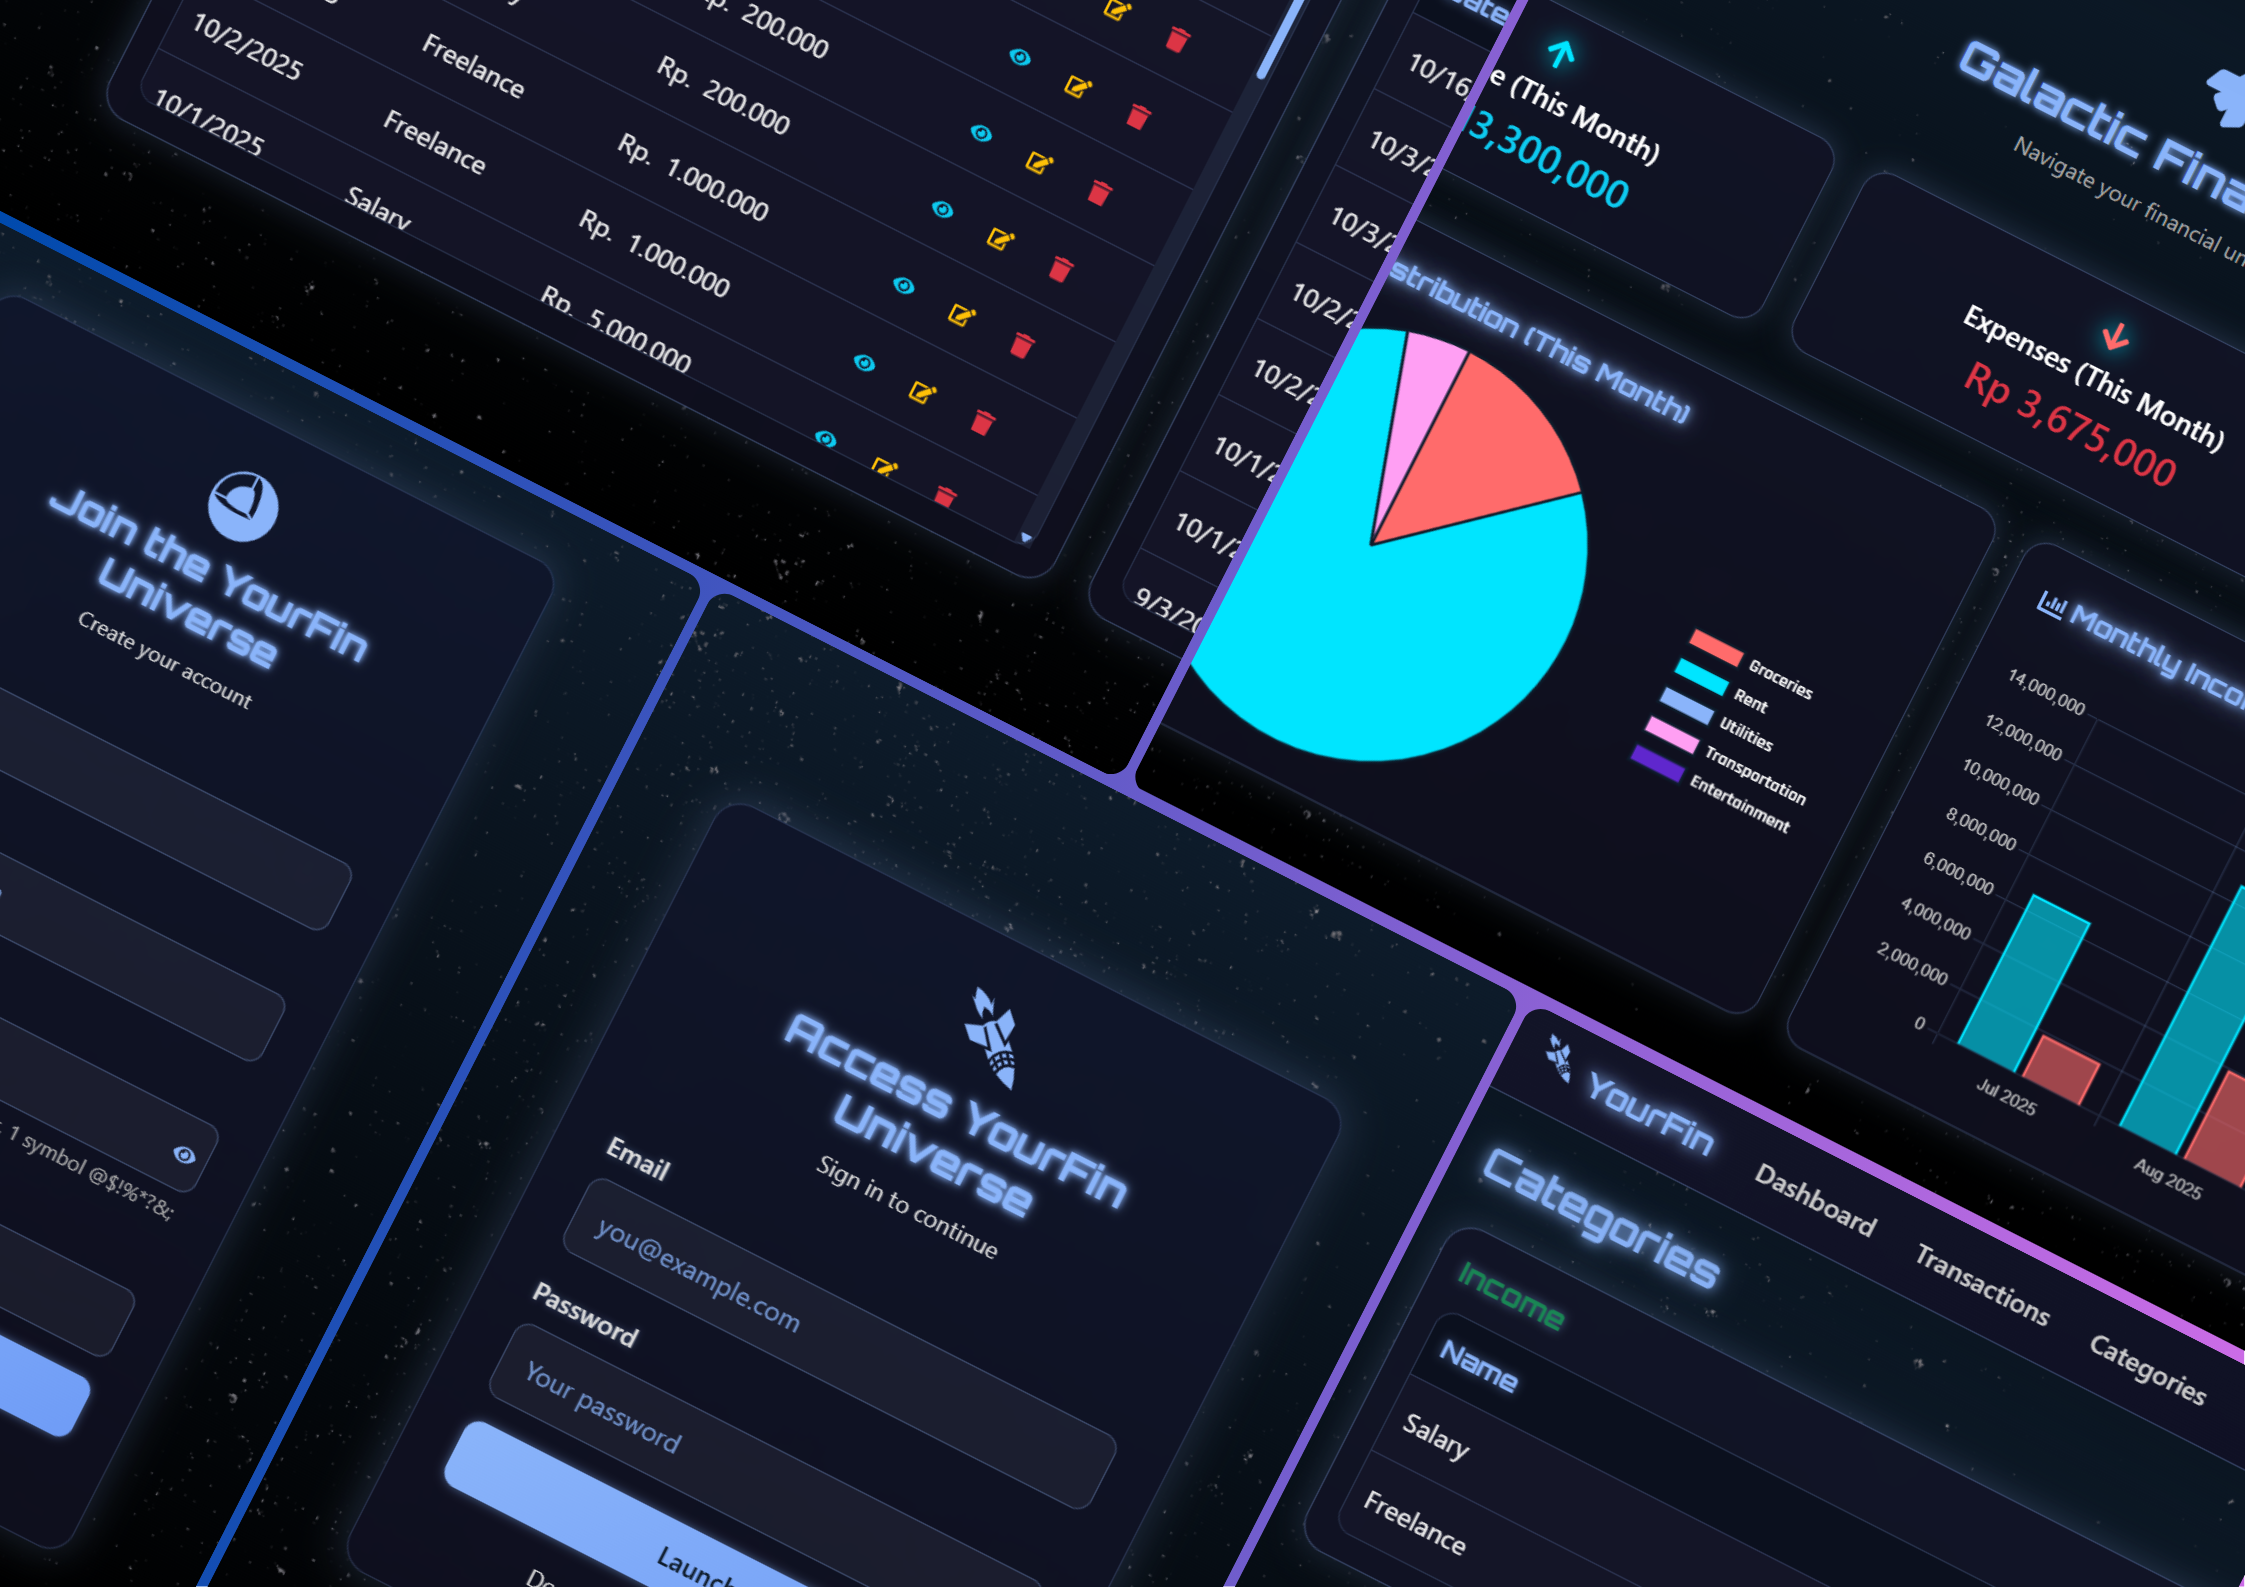 200.000
10/2/2025 Freelance Rp. 200.000
10/1/2025 Freelance Rp. 1.000.000
Salary Rp. 1.000.000
Rp. 5.000.000
10/16
10/3/2
10/3/2
10/2/2
10/2/2
10/1/2
10/1/2
9/3/20
(This Month)
3,300,000
Galactic
Navigate your financial
Expenses (This Month)
Rp 3,675,000
(This Month)
Groceries
Rent
Utilities
Transportation
Entertainment
Monthly
14,000,000
12,000,000
10,000,000
8,000,000
6,000,000
4,000,000
2,000,000
0
Jul 2025
Aug 2025
Join the YourFin
Universe
Create your account
1 symbol @$!%*?&;
Access YourFin
Universe
Sign in to continue
Email
you@example.com
Password
Your password
Launch
YourFin
Dashboard
Transactions
Categories
Categories
Income
Name
Salary
Freelance